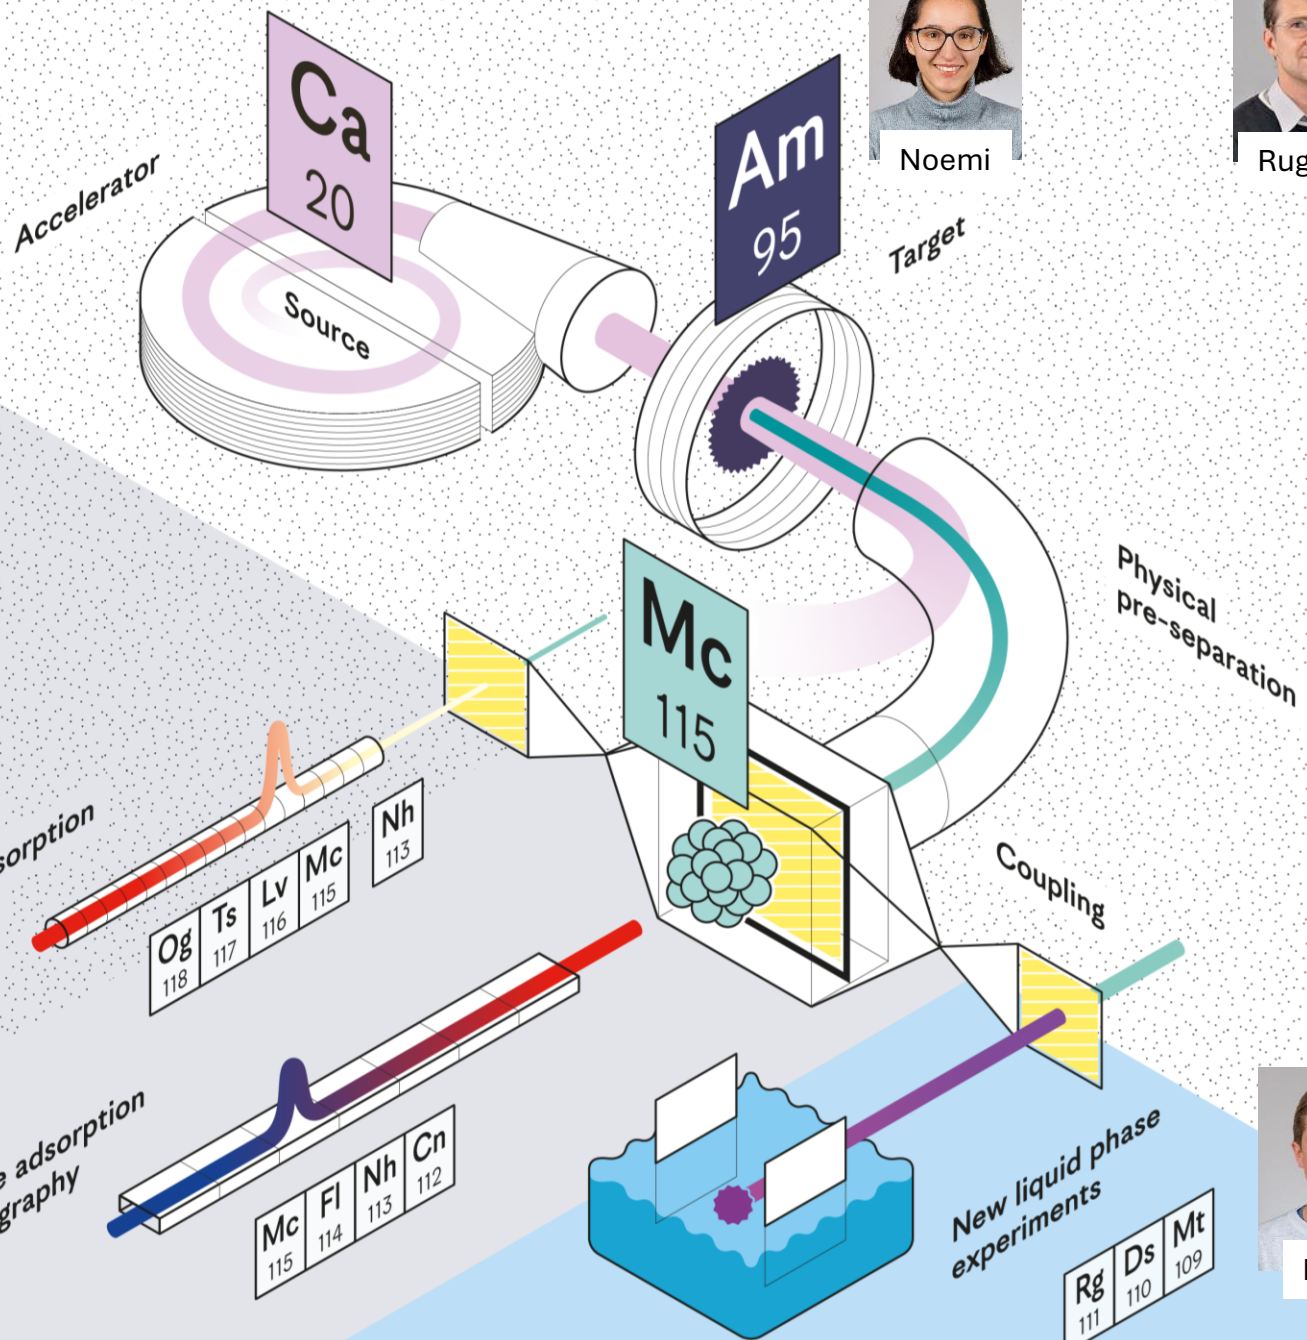 Ca
20
Am
95
Noemi
Accelerator
Target
Source
Mc
115
Physical
pre-separation
Nh
113
Og
118
Ts
117
Lv
116
Mc
115
Coupling
adsorption
Mc
115
Fl
114
Nh
113
Cn
112
New liquid phase
experiments
Rg
111
Ds
110
Mt
109